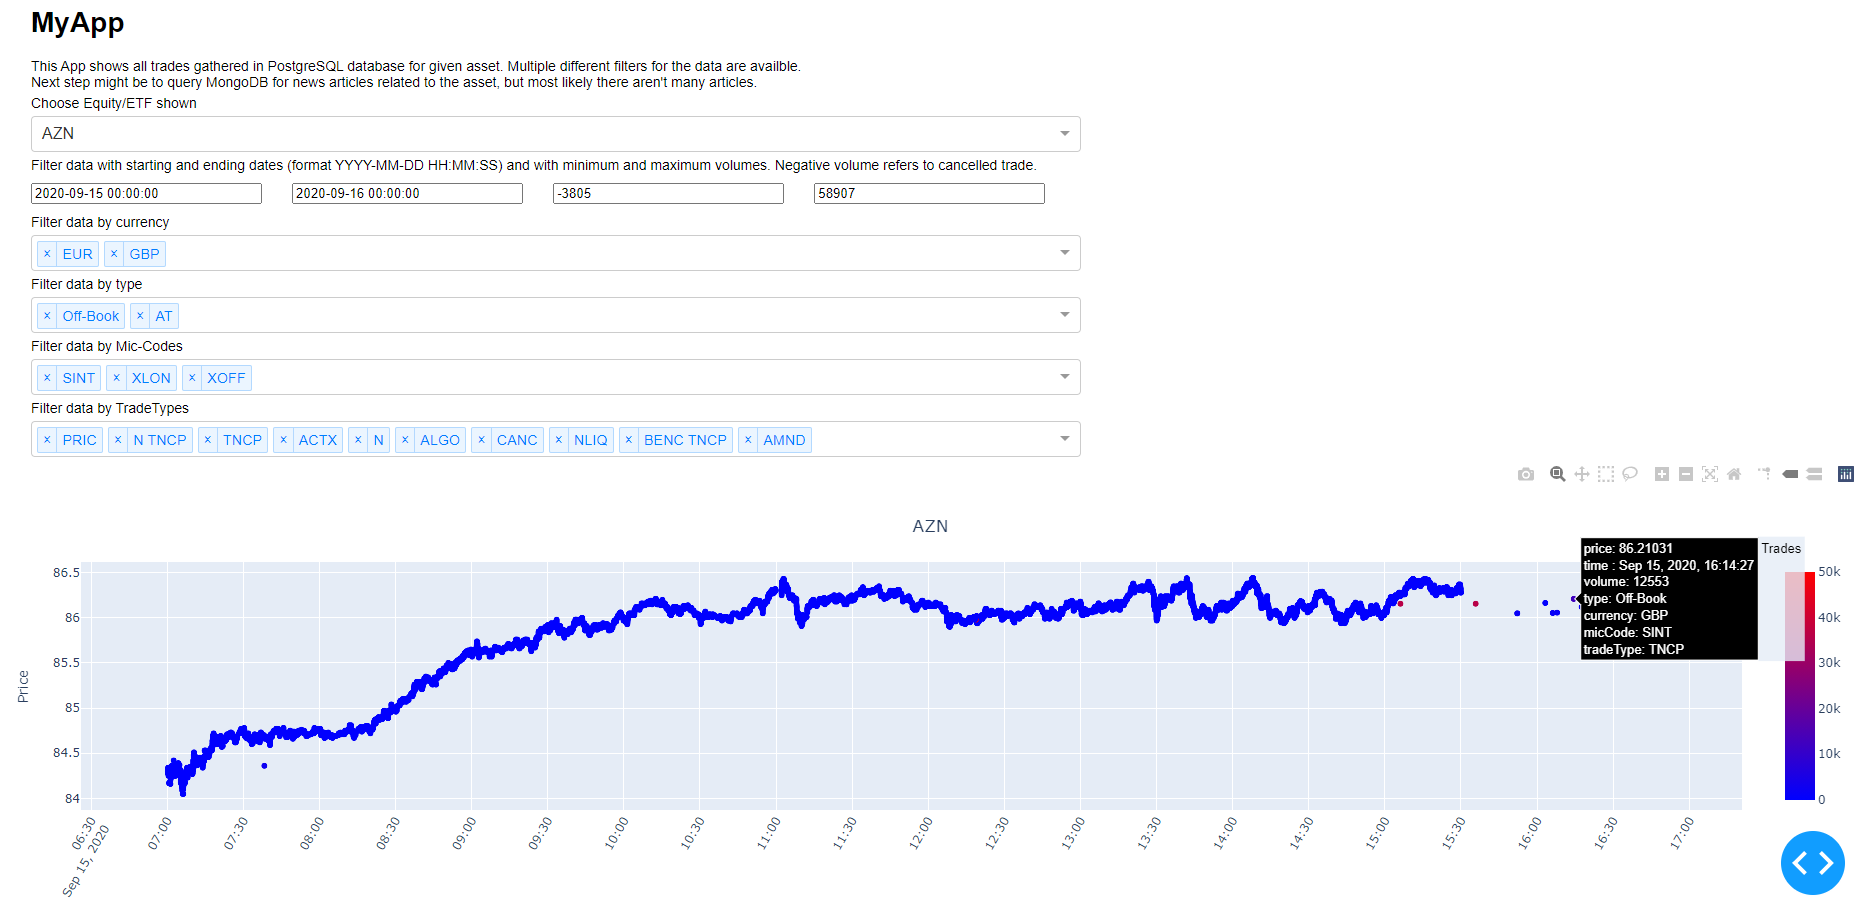 MyApp
This App shows all trades gathered in PostgreSQL database for given asset. Multiple different filters for the data are availble.
Next step might be to query MongoDB for news articles related to the asset, but most likely there aren't many articles.
Choose Equity/ETF shown
AZN
Filter data with starting and ending dates (format YYYY-MM-DD HH:MM:SS) and with minimum and maximum volumes. Negative volume refers to cancelled trade.
2020-09-15 00:00:00 2020-09-16 00:00:00 -3805 58907
Filter data by currency
× EUR × GBP
Filter data by type
× Off-Book × AT
Filter data by Mic-Codes
× SINT × XLON × XOFF
Filter data by TradeTypes
× PRIC × N TNCP × TNCP × ACTX × N × ALGO × CANC × NLIQ × BENC TNCP × AMND
AZN
price: 86.21031
time : Sep 15, 2020, 16:14:27
volume: 12553
type: Off-Book
currency: GBP
micCode: SINT
tradeType: TNCP
Trades
50k
40k
30k
20k
10k
0
Price
86.5
86
85.5
85
84.5
84
06:30 07:00 07:30 08:00 08:30 09:00 09:30 10:00 10:30 11:00 11:30 12:00 12:30 13:00 13:30 14:00 14:30 15:00 15:30 16:00 16:30 17:00
Sep 15, 2020